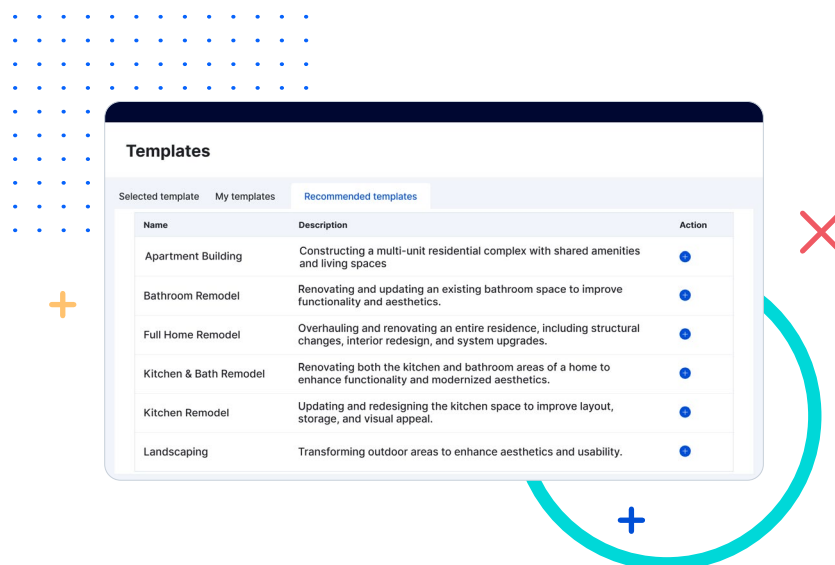 Templates
Selected template My templates Recommended templates
Name Description Action
Apartment Building
Constructing a multi-unit residential complex with shared amenities
and living spaces
Bathroom Remodel
Renovating and updating an existing bathroom space to improve
functionality and aesthetics.
Full Home Remodel
Overhauling and renovating an entire residence, including structural
changes, interior redesign, and system upgrades.
Kitchen & Bath Remodel
Renovating both the kitchen and bathroom areas of a home to
enhance functionality and modernized aesthetics.
Kitchen Remodel
Updating and redesigning the kitchen space to improve layout,
storage, and visual appeal.
Landscaping
Transforming outdoor areas to enhance aesthetics and usability.